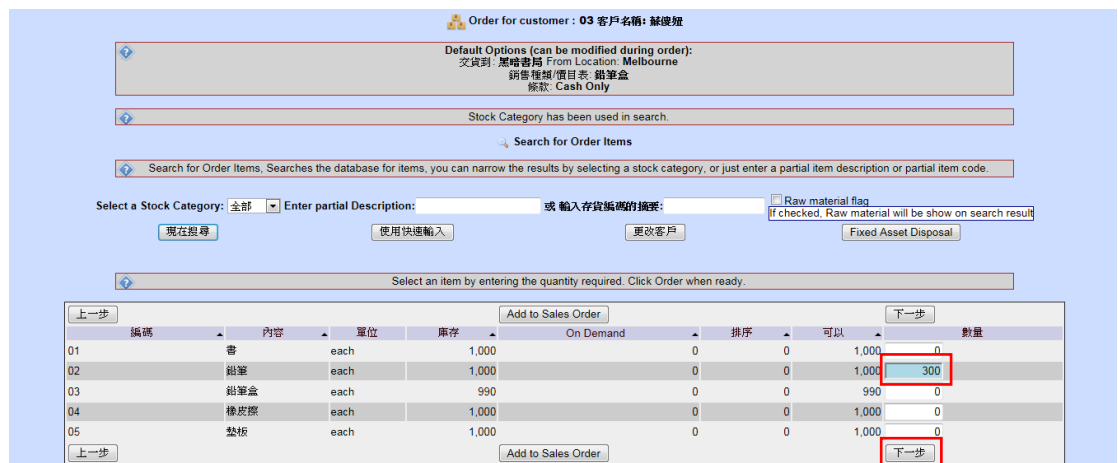 Order for customer : 03 客戶名稱: 蘇俊妞
Default Options (can be modified during order):
交貨到: 黑暗書局 From Location: Melbourne
銷售種類/價目表: 鉛筆盒
條款: Cash Only
Stock Category has been used in search.
Search for Order Items
Search for Order Items, Searches the database for items, you can narrow the results by selecting a stock category, or just enter a partial item description or partial item code.
Select a Stock Category: 全部 Enter partial Description: 或 輸入存貨編碼的摘要: Raw material flag
If checked, Raw material will be show on search result
現在搜尋 使用快速輸入 更改客戶 Fixed Asset Disposal
Select an item by entering the quantity required. Click Order when ready.
上一步 Add to Sales Order 下一步
編碼 內容 單位 庫存 On Demand 排序 可以 數量
01 書 each 1,000 0 0 1,000 0
02 鉛筆 each 1,000 0 0 1,000 300
03 鉛筆盒 each 990 0 0 990 0
04 橡皮擦 each 1,000 0 0 1,000 0
05 墊板 each 1,000 0 0 1,000 0
上一步 Add to Sales Order 下一步